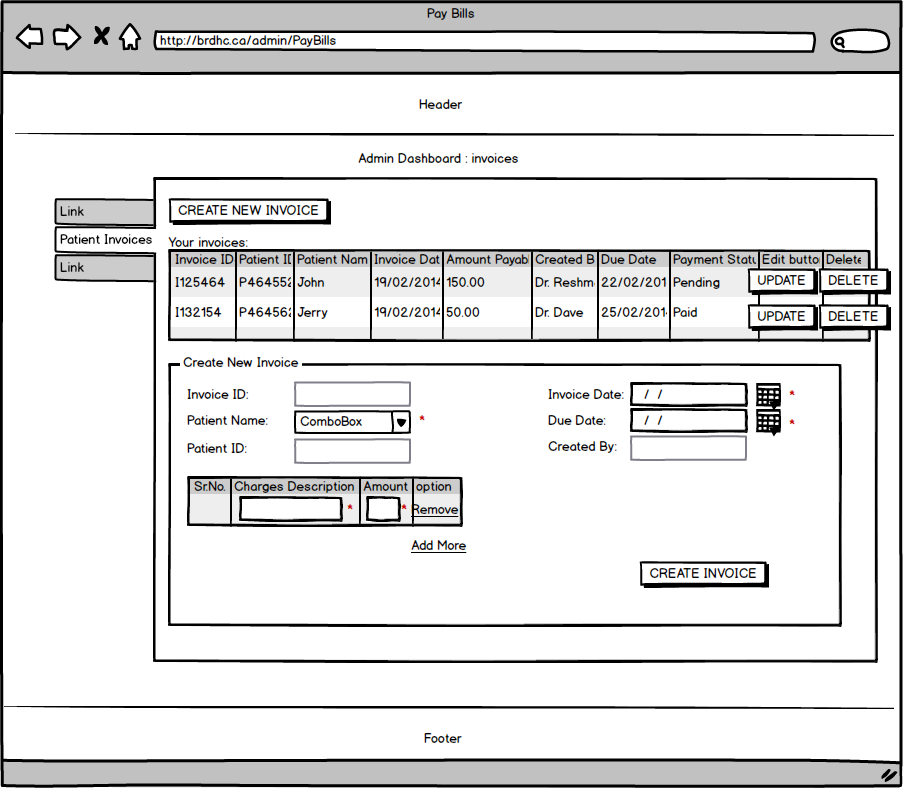 Pay Bills
http://brdhc.ca/admin/PayBills
Header
Admin Dashboard : invoices
Link
Patient Invoices
Link
CREATE NEW INVOICE
Your invoices:
Invoice ID Patient ID Patient Nam Invoice Dat Amount Payab Created B Due Date Payment Statu Edit butto Delete
I125464 P464552 John 19/02/2014 150.00 Dr. Reshm 22/02/201 Pending UPDATE DELETE
I132154 P464562 Jerry 19/02/2014 50.00 Dr. Dave 25/02/201 Paid UPDATE DELETE
Create New Invoice
Invoice ID: Invoice Date: / / *
Patient Name: ComboBox * Due Date: / / *
Patient ID: Created By:
Sr.No. Charges Description Amount option
* * Remove
Add More
CREATE INVOICE
Footer